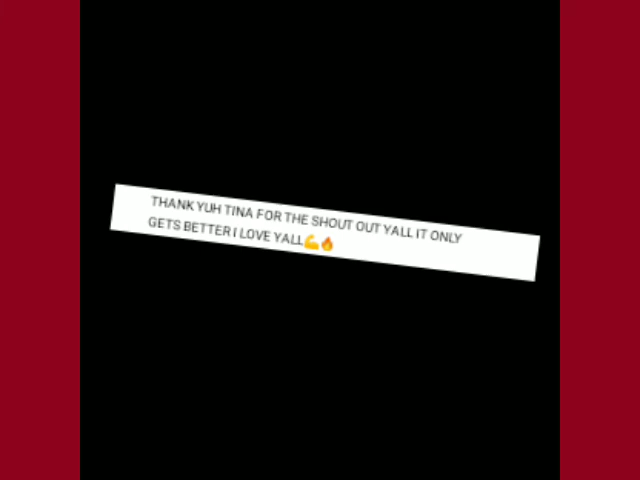 THANK YUH TINA FOR THE SHOUT OUT YALL IT ONLY
GETS BETTER I LOVE YALL💪🔥